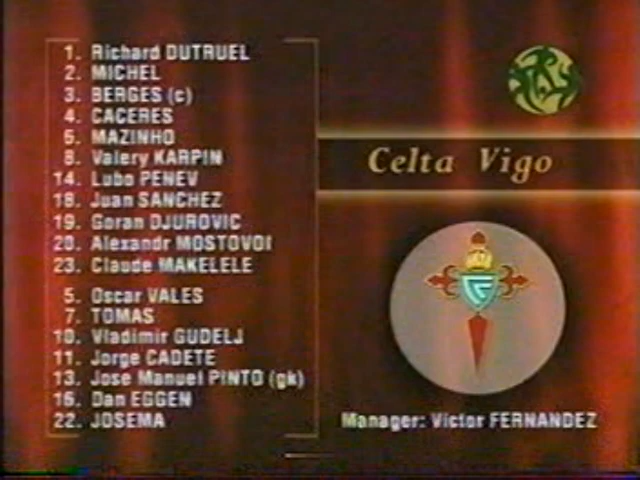 1. Richard DUTRUEL
2. MICHEL
3. BERGES (c)
4. CACERES
6. MAZINHO
8. Valery KARPIN
14. Lubo PENEV
18. Juan SANCHEZ
19. Goran DJUROVIC
20. Alexandr MOSTOVOI
23. Claude MAKELELE
5. Oscar VALES
7. TOMAS
10. Vladimir GUDELJ
11. Jorge CADETE
13. Jose Manuel PINTO (gk)
16. Dan EGGEN
22. JOSEMA
Celta Vigo
Manager: Victor FERNANDEZ